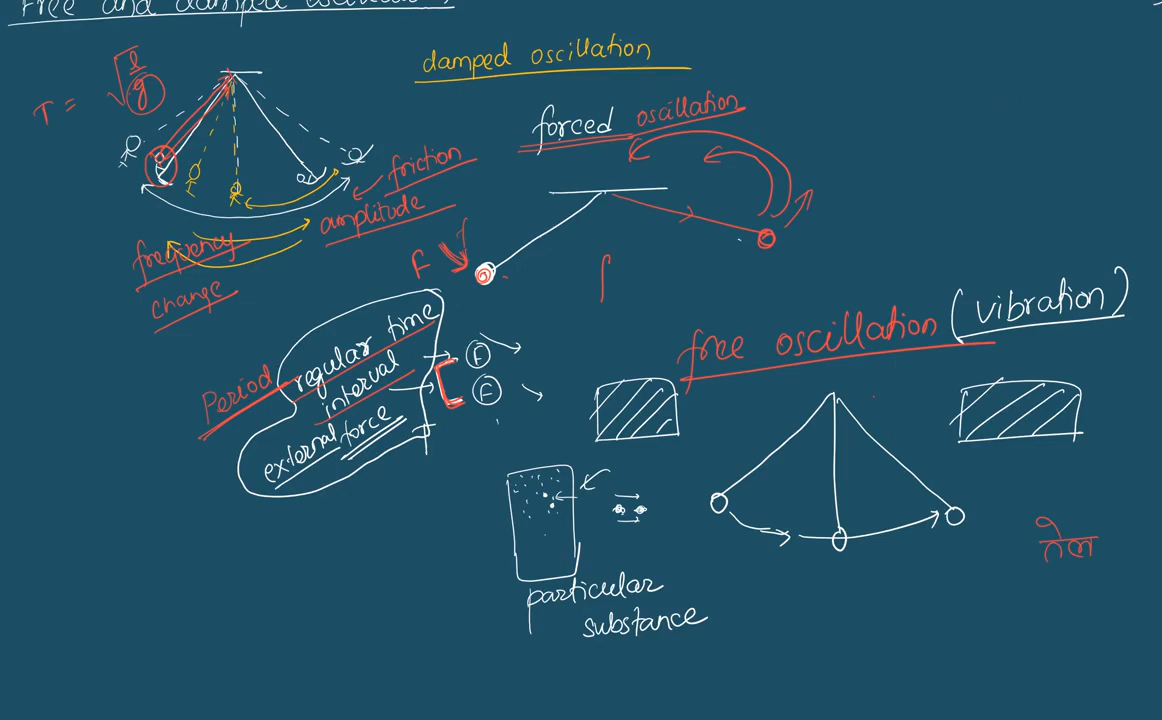 Free and damped oscillation
damped oscillation
T = √(l/g)
forced oscillation
friction
amplitude
frequency
change
F
free oscillation (vibration)
Period
regular time
interval
external force
F
F
particular
substance